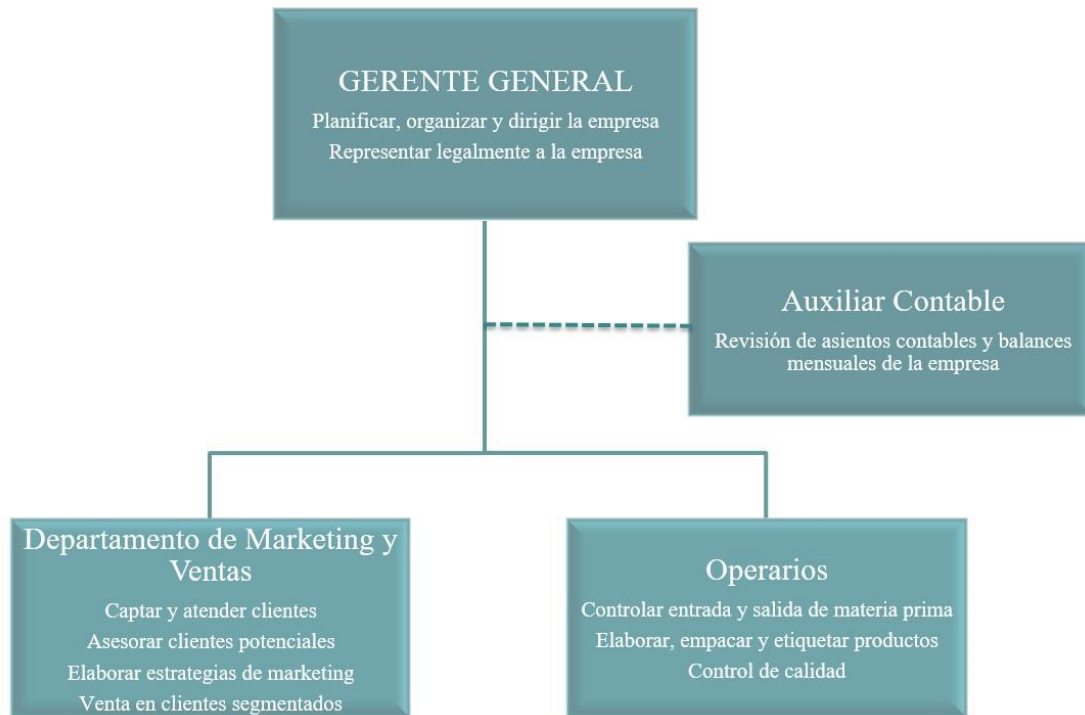 GERENTE GENERAL
Planificar, organizar y dirigir la empresa
Representar legalmente a la empresa
Auxiliar Contable
Revisión de asientos contables y balances
mensuales de la empresa
Departamento de Marketing y
Ventas
Captar y atender clientes
Asesorar clientes potenciales
Elaborar estrategias de marketing
Venta en clientes segmentados
Operarios
Controlar entrada y salida de materia prima
Elaborar, empacar y etiquetar productos
Control de calidad